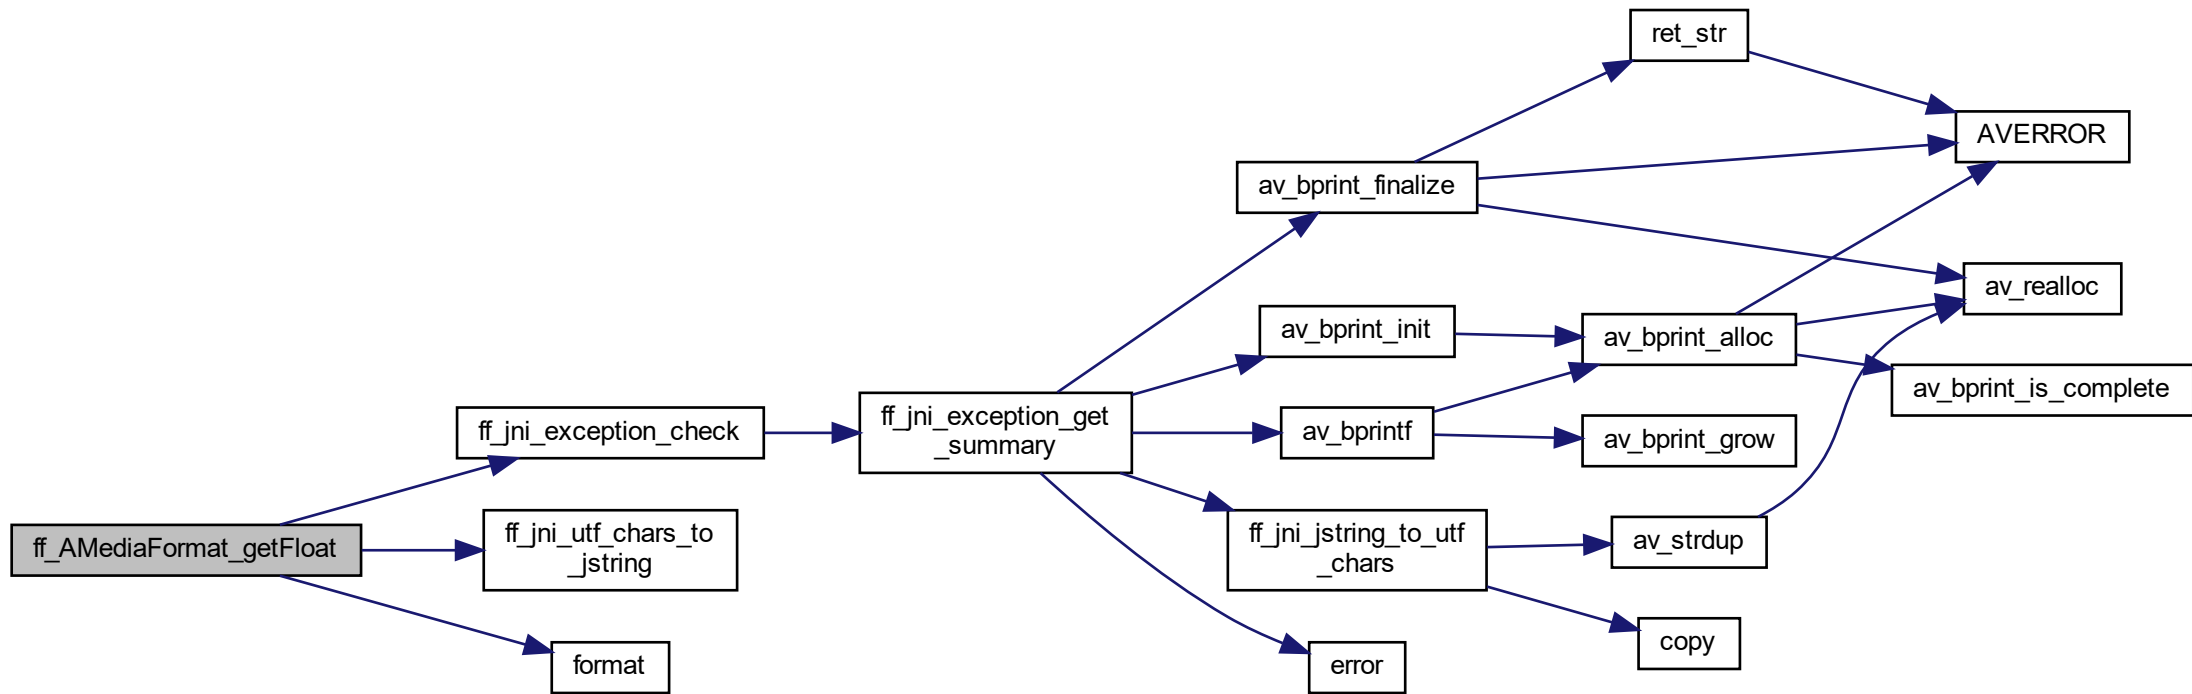 ff_AMediaFormat_getFloat
ff_jni_exception_check
ff_jni_utf_chars_to
_jstring
format
ff_jni_exception_get
_summary
av_bprint_finalize
av_bprint_init
av_bprintf
ff_jni_jstring_to_utf
_chars
error
ret_str
av_bprint_alloc
av_bprint_grow
av_strdup
copy
AVERROR
av_realloc
av_bprint_is_complete